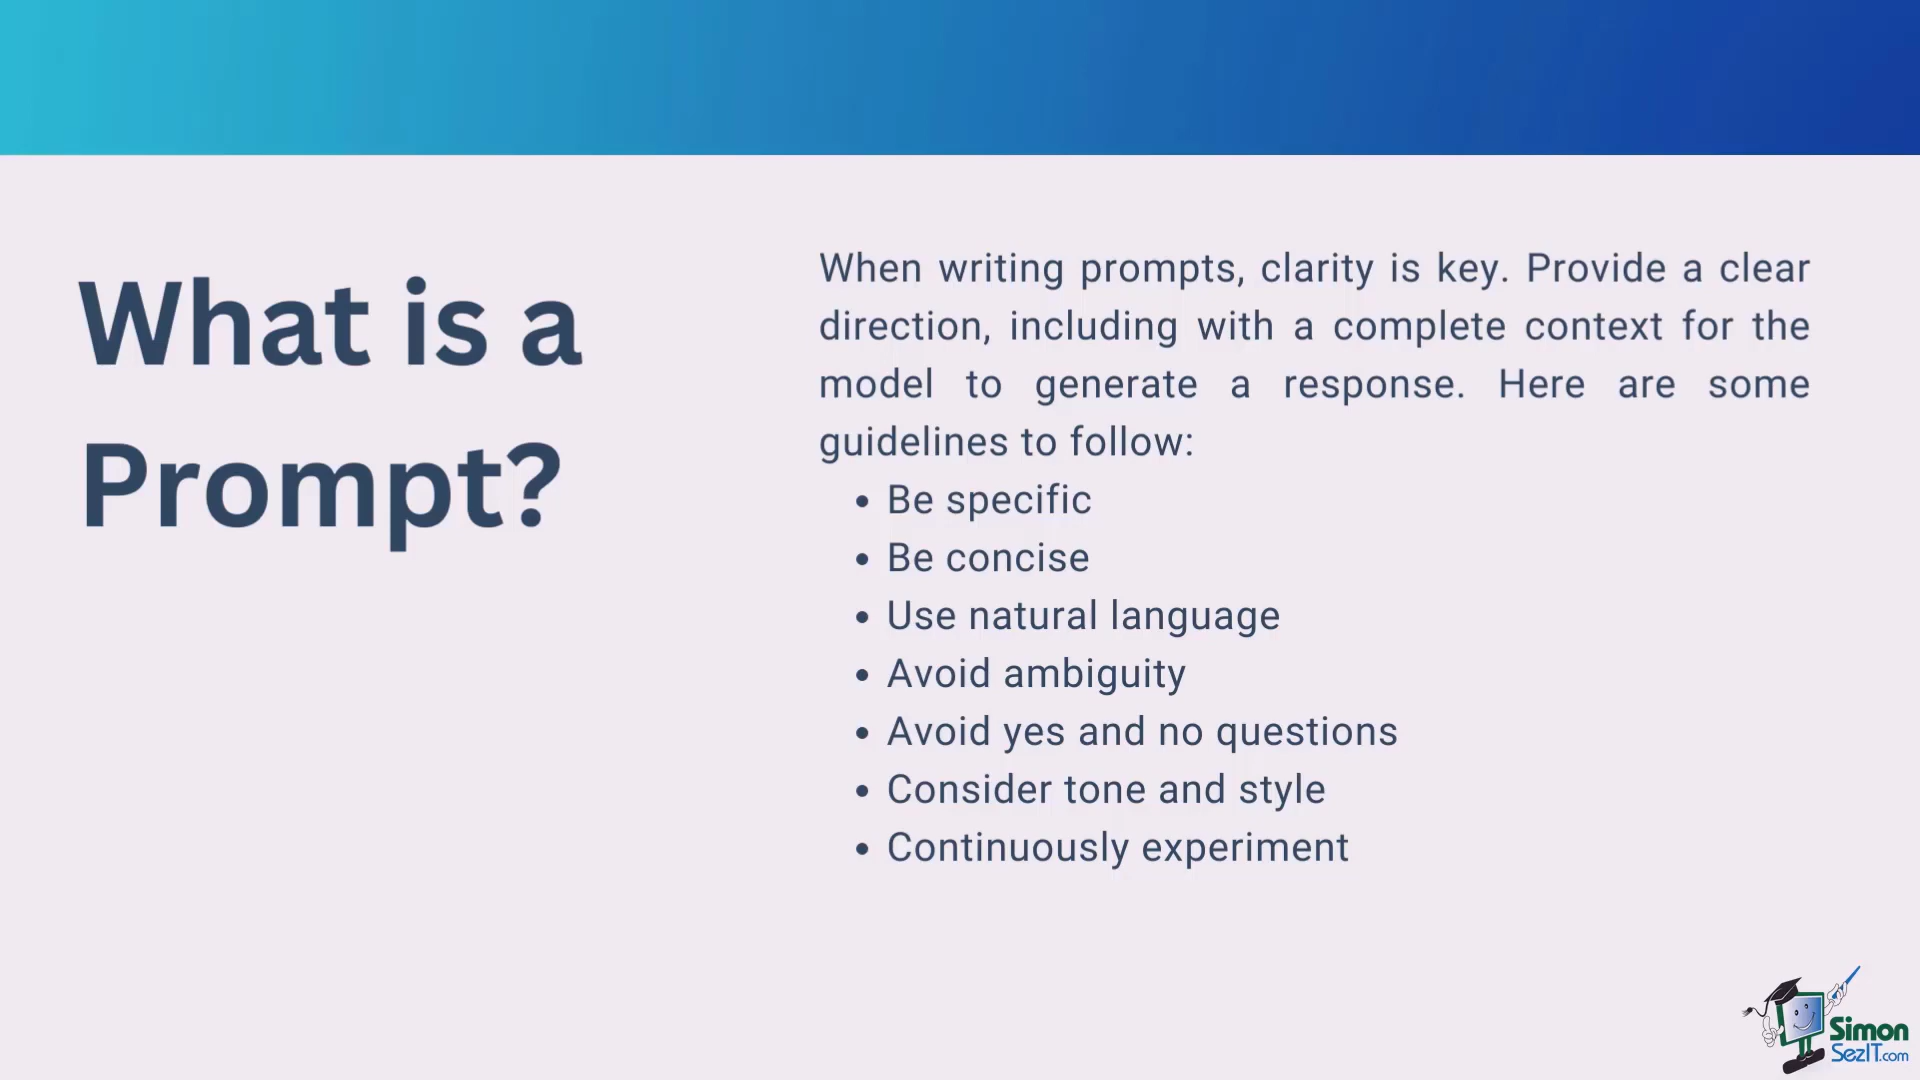 What is a
Prompt?
When writing prompts, clarity is key. Provide a clear
direction, including with a complete context for the
model to generate a response. Here are some
guidelines to follow:
• Be specific
• Be concise
• Use natural language
• Avoid ambiguity
• Avoid yes and no questions
• Consider tone and style
• Continuously experiment
Simon
SezIT.com